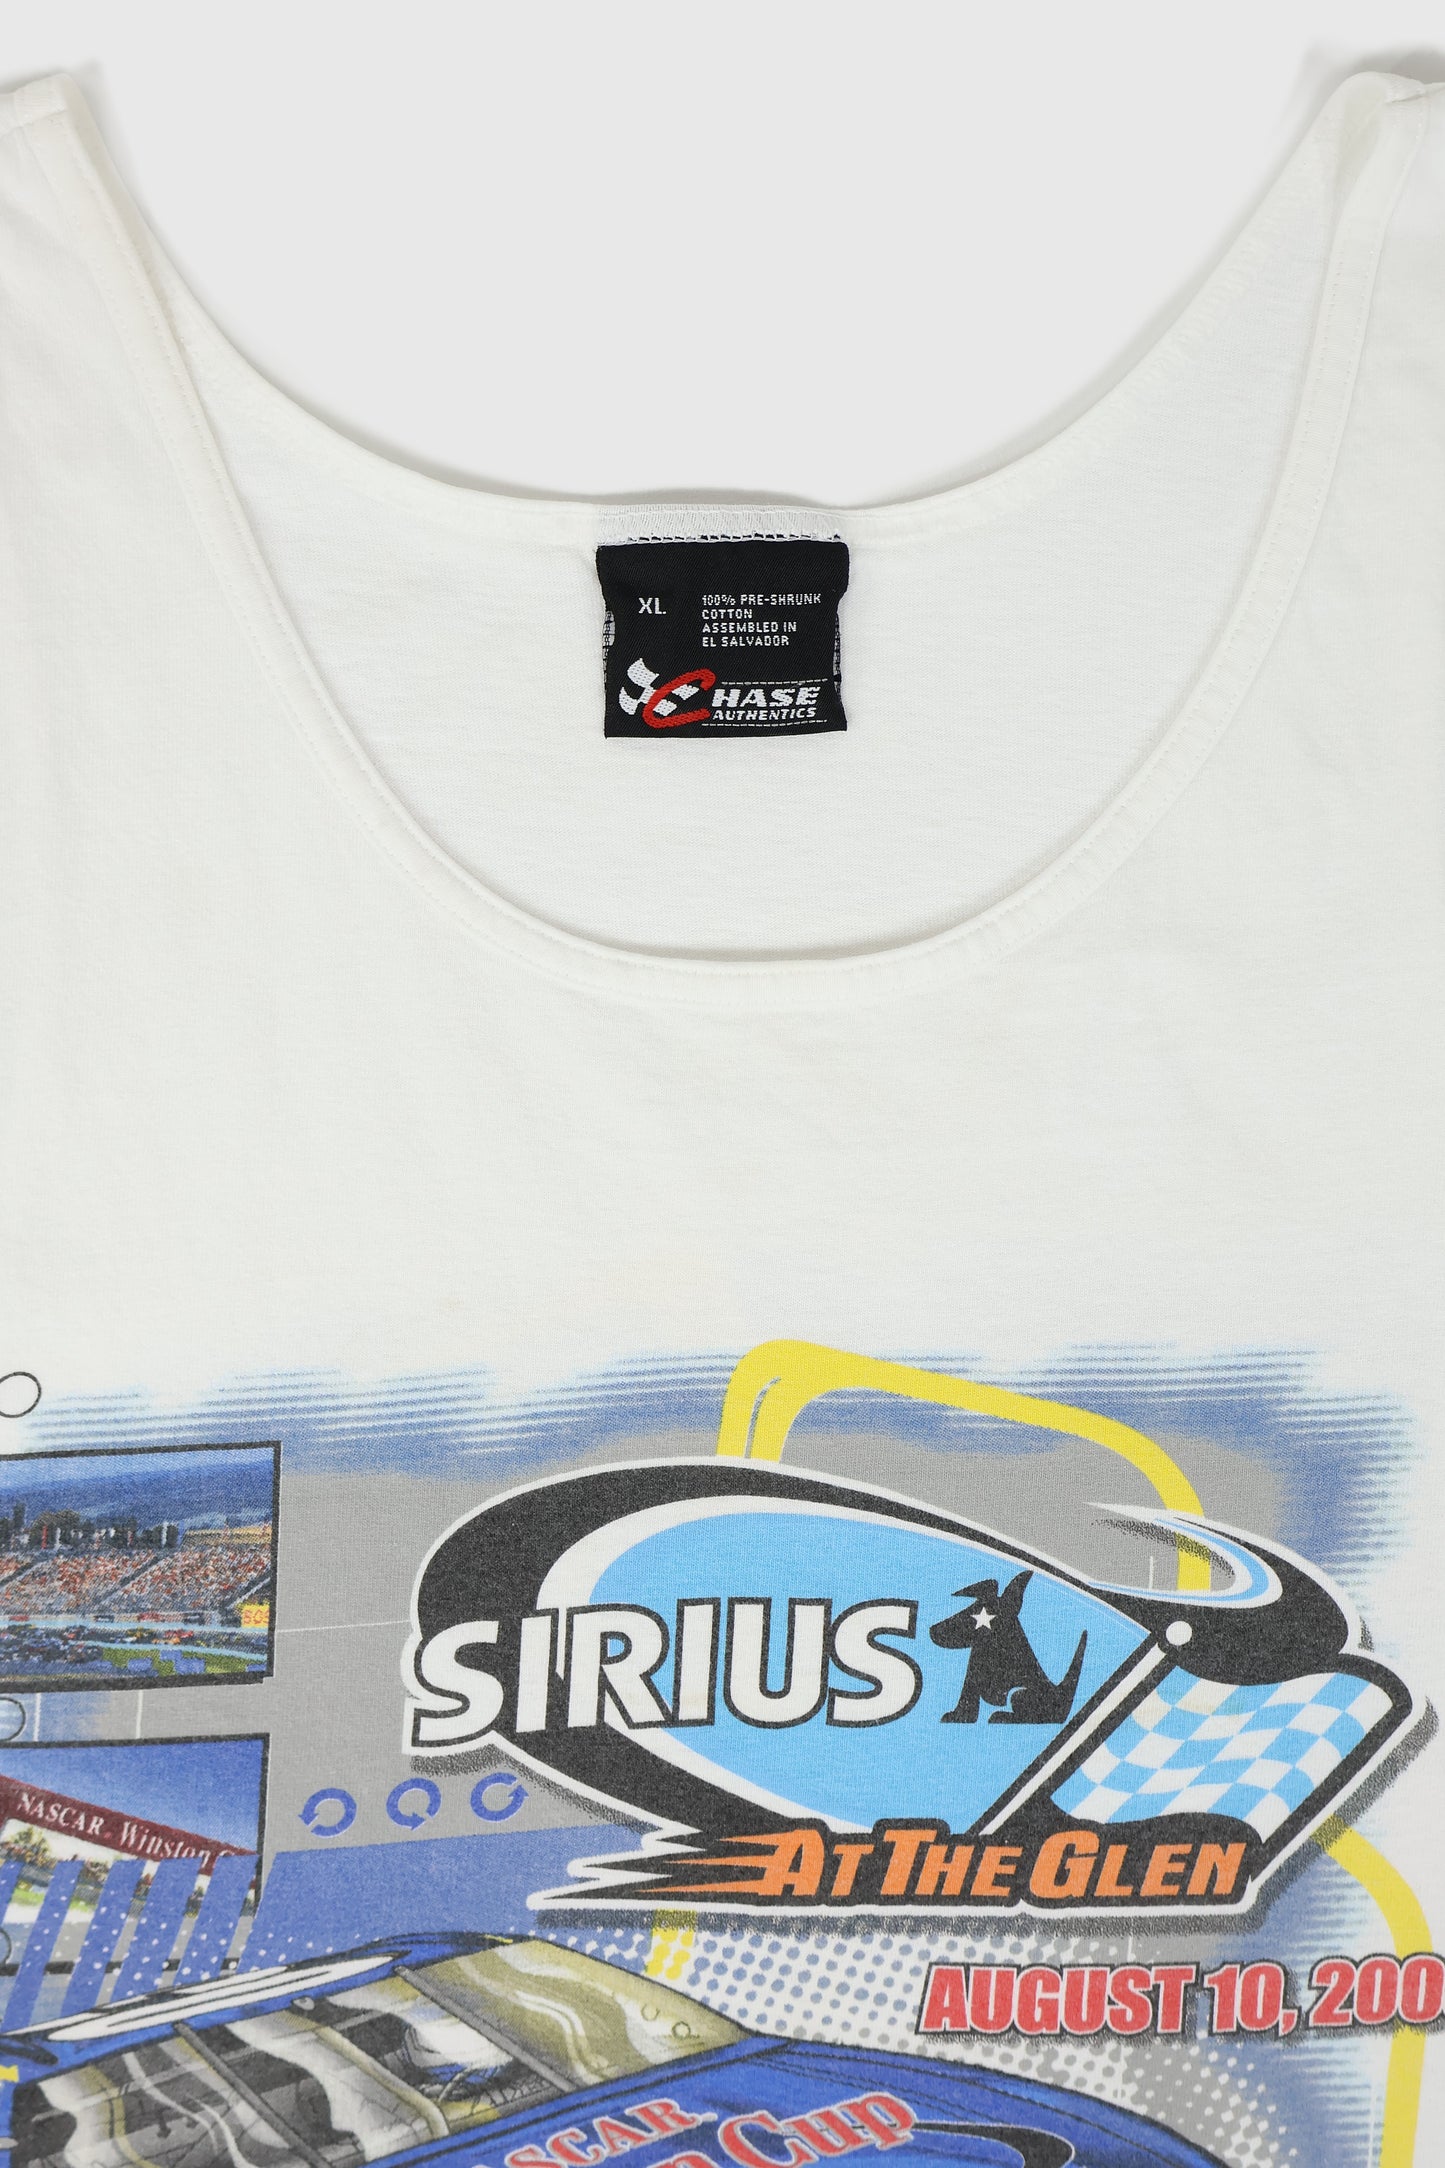 XL
100% PRE-SHRUNK
COTTON
ASSEMBLED IN
EL SALVADOR
CHASE
AUTHENTICS
SIRIUS
AT THE GLEN
NASCAR. Winston
AUGUST 10, 200
NASCAR.
Cup